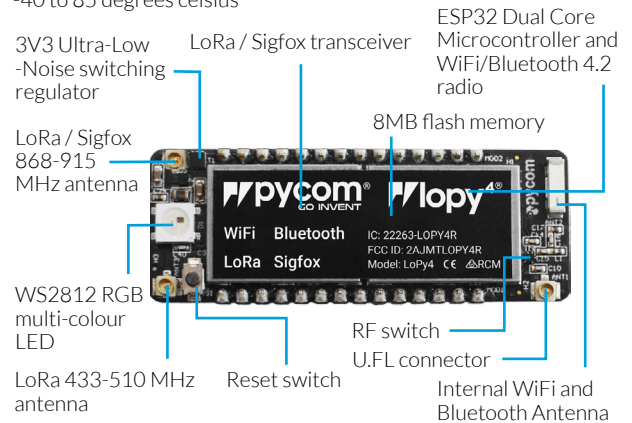 -40 to 85 degrees celsius
ESP32 Dual Core
Microcontroller and
WiFi/Bluetooth 4.2
radio
3V3 Ultra-Low
-Noise switching
regulator
LoRa / Sigfox transceiver
8MB flash memory
LoRa / Sigfox
868-915
MHz antenna
pycom®
GO INVENT
lopy4®
WiFi Bluetooth
LoRa Sigfox
IC: 22263-LOPY4R
FCC ID: 2AJMTLOPY4R
Model: LoPy4 CE RCM
pycom
WS2812 RGB
multi-colour
LED
LoRa 433-510 MHz
antenna
Reset switch
RF switch
U.FL connector
Internal WiFi and
Bluetooth Antenna